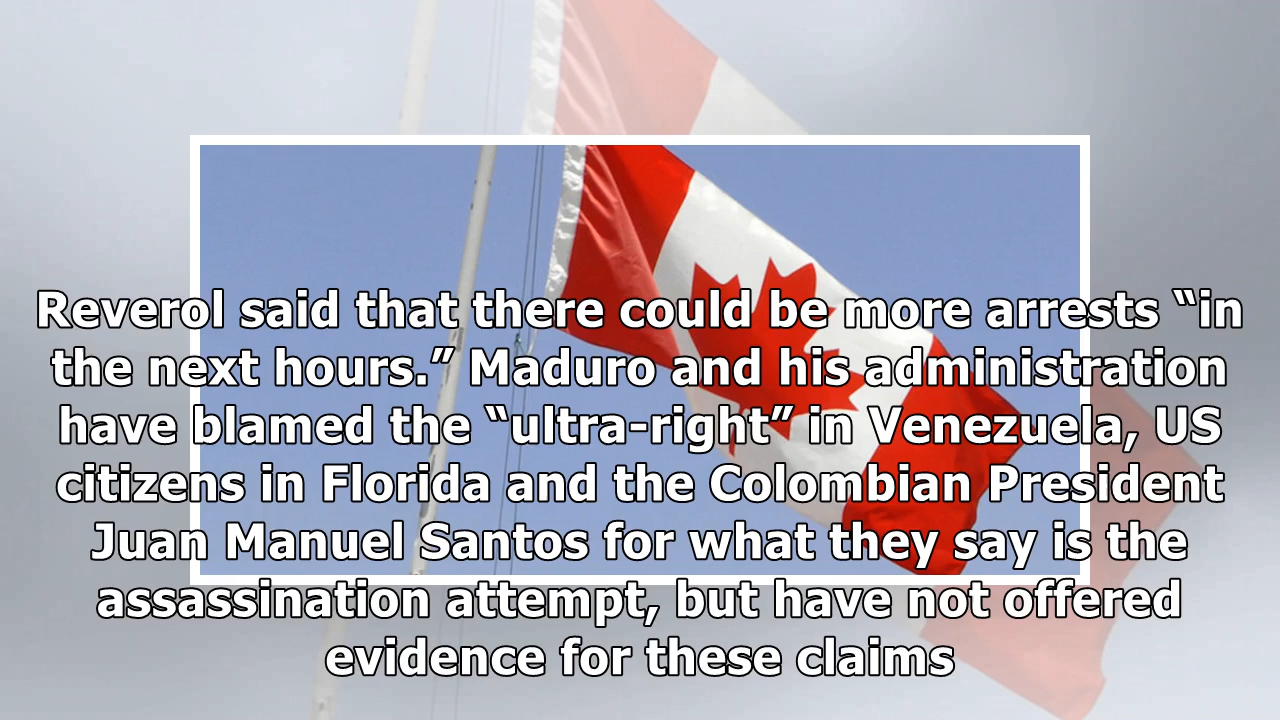 Reverol said that there could be more arrests “in
the next hours.” Maduro and his administration
have blamed the “ultra-right” in Venezuela, US
citizens in Florida and the Colombian President
Juan Manuel Santos for what they say is the
assassination attempt, but have not offered
evidence for these claims